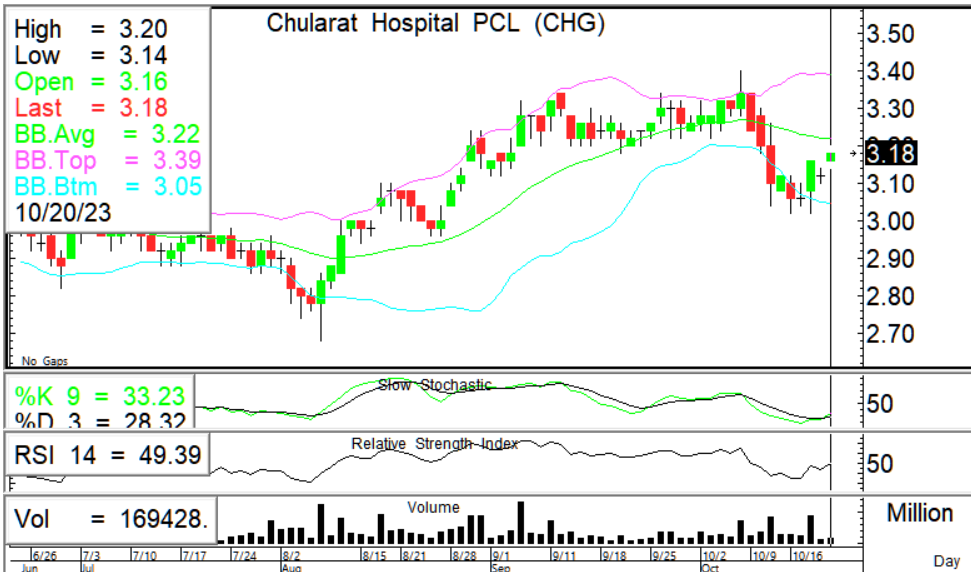 Chularat Hospital PCL (CHG)
High = 3.20
Low = 3.14
Open = 3.16
Last = 3.18
BB.Avg = 3.22
BB.Top = 3.39
BB.Btm = 3.05
10/20/23
3.50
3.40
3.30
3.18
3.10
3.00
2.90
2.80
2.70
No Gaps
Slow Stochastic
%K 9 = 33.23
%D 3 = 28.32
50
Relative Strength Index
RSI 14 = 49.39
50
Volume
Vol = 169428.
Million
6/26 7/3 7/10 7/17 7/24 8/2 8/15 8/21 8/28 9/1 9/11 9/18 9/25 10/2 10/9 10/16
Jun Jul Aug Sep Oct
Day